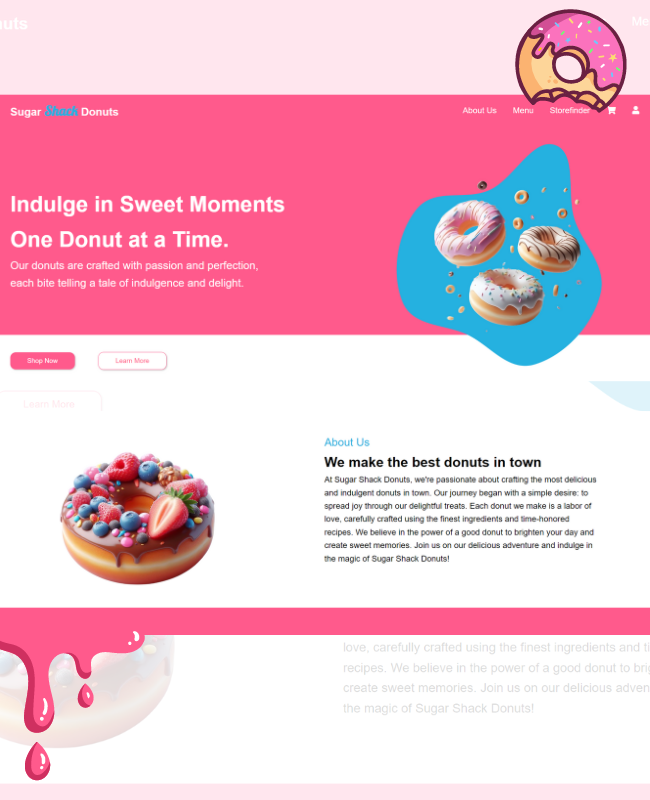 nuts
Me
Sugar Shack Donuts
About Us Menu Storefinder
Indulge in Sweet Moments
One Donut at a Time.
Our donuts are crafted with passion and perfection,
each bite telling a tale of indulgence and delight.
Shop Now Learn More
Learn More
About Us
We make the best donuts in town
At Sugar Shack Donuts, we're passionate about crafting the most delicious
and indulgent donuts in town. Our journey began with a simple desire: to
spread joy through our delightful treats. Each donut we make is a labor of
love, carefully crafted using the finest ingredients and time-honored
recipes. We believe in the power of a good donut to brighten your day and
create sweet memories. Join us on our delicious adventure and indulge in
the magic of Sugar Shack Donuts!
love, carefully crafted using the finest ingredients and ti
recipes. We believe in the power of a good donut to brig
create sweet memories. Join us on our delicious adven
the magic of Sugar Shack Donuts!